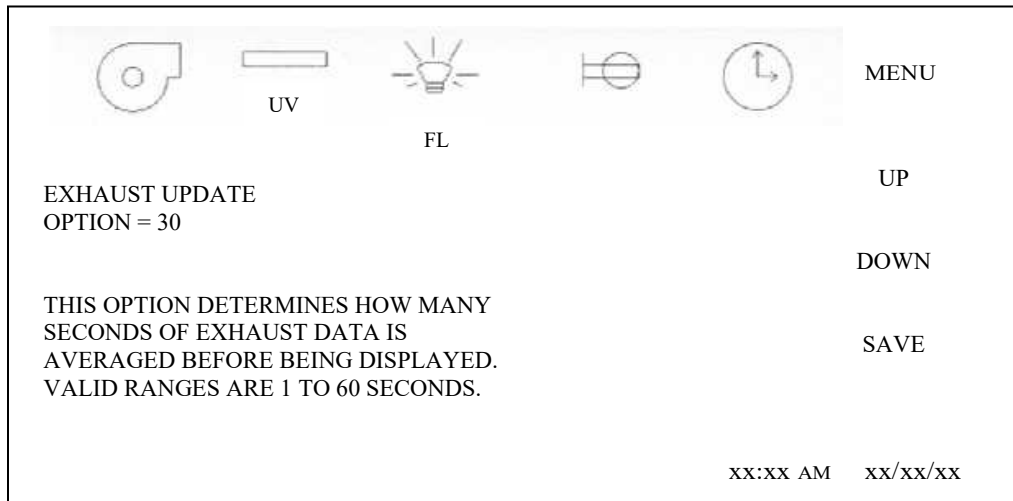 MENU
UV
FL
UP
EXHAUST UPDATE
OPTION = 30
DOWN
THIS OPTION DETERMINES HOW MANY
SECONDS OF EXHAUST DATA IS
AVERAGED BEFORE BEING DISPLAYED.
VALID RANGES ARE 1 TO 60 SECONDS.
SAVE
xx:xx AM xx/xx/xx